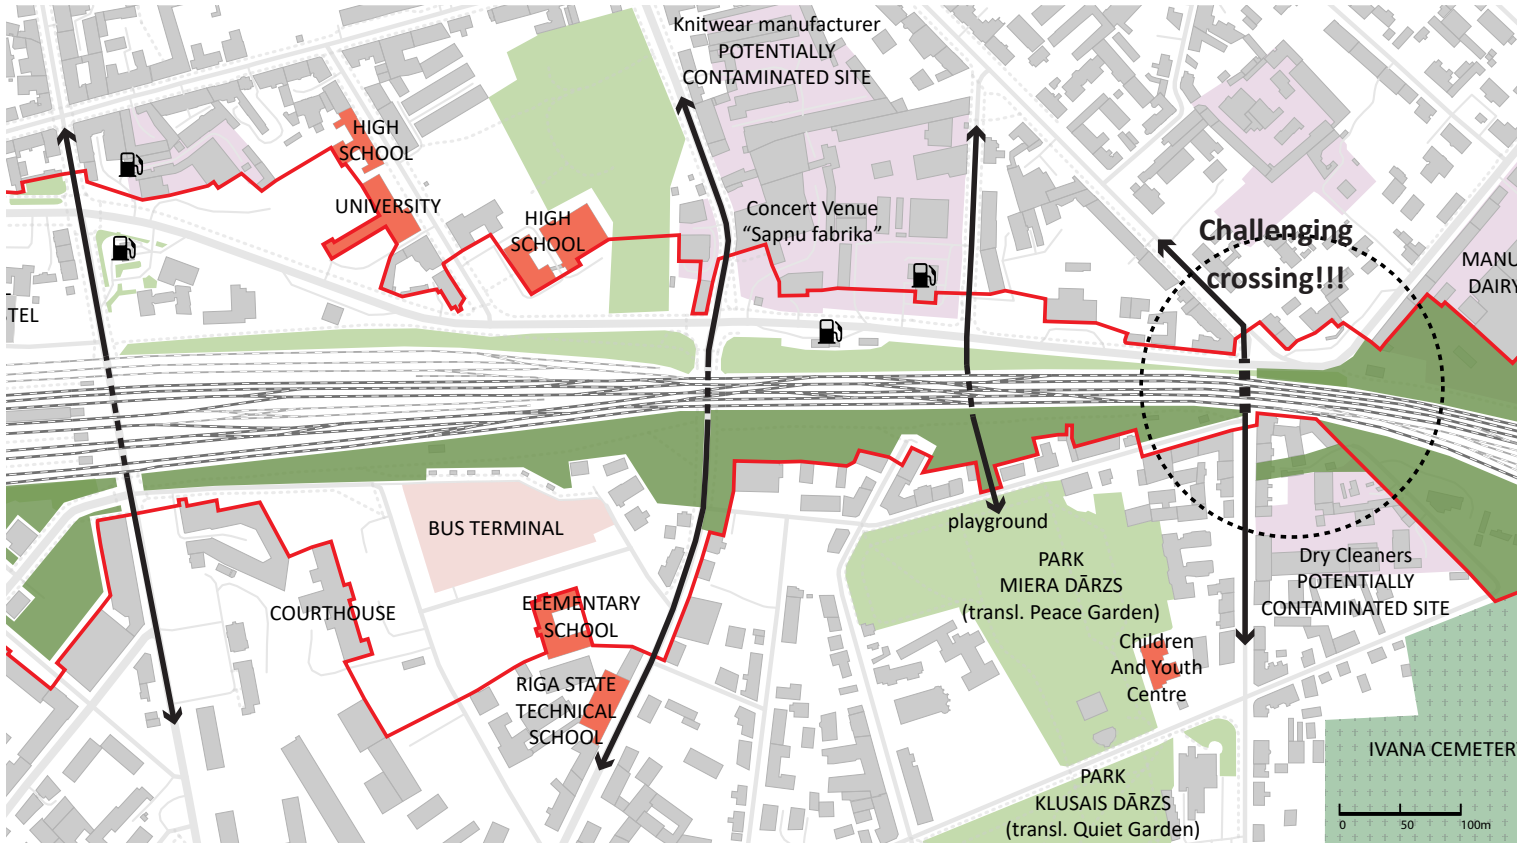 Knitwear manufacturer
POTENTIALLY
CONTAMINATED SITE
HIGH
SCHOOL
UNIVERSITY
HIGH
SCHOOL
Concert Venue
“Sapņu fabrika”
Challenging
crossing!!!
MANU
DAIRY
TEL
BUS TERMINAL
playground
COURTHOUSE
ELEMENTARY
SCHOOL
PARK
MIERA DĀRZS
(transl. Peace Garden)
Dry Cleaners
POTENTIALLY
CONTAMINATED SITE
Children
And Youth
Centre
RIGA STATE
TECHNICAL
SCHOOL
IVANA CEMETER
PARK
KLUSAIS DĀRZS
(transl. Quiet Garden)
0 50 100m